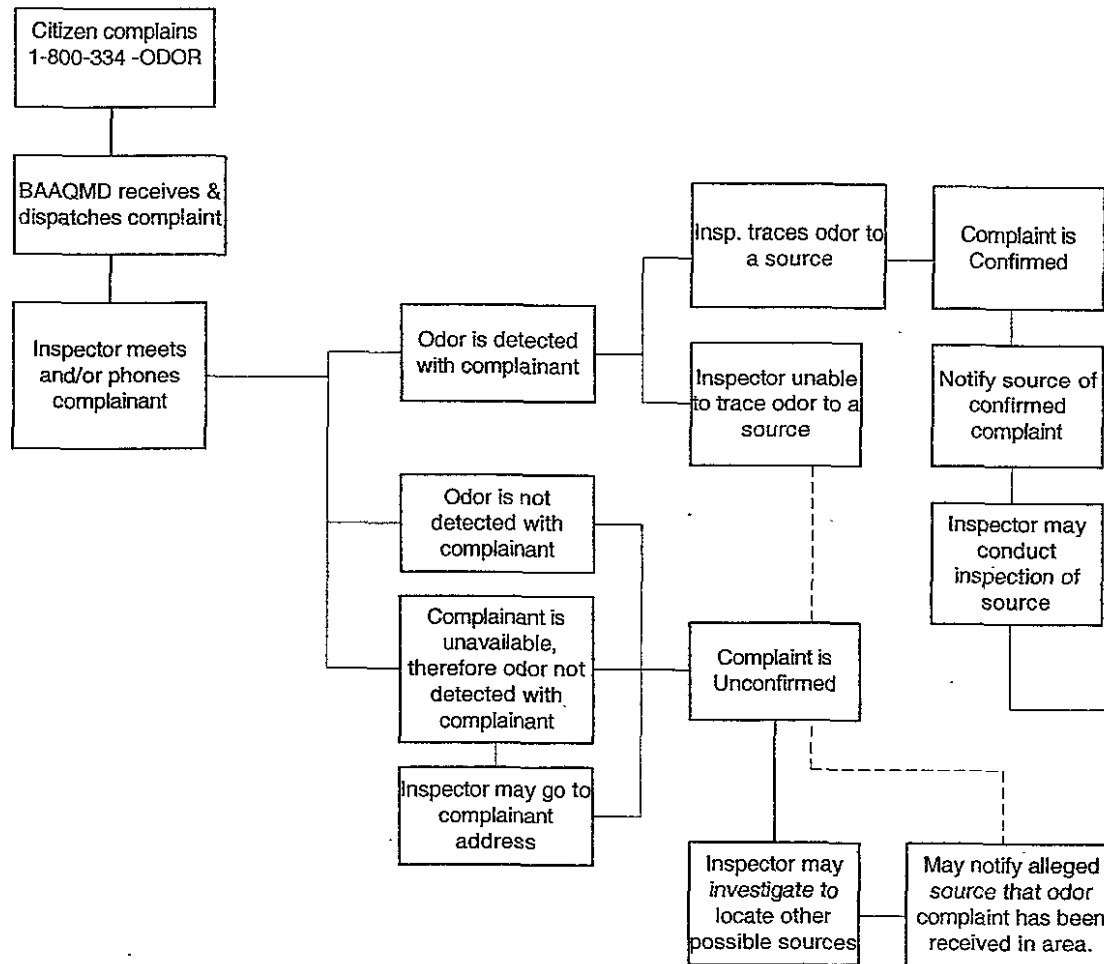 Citizen complains
1-800-334 -ODOR
BAAQMD receives &
dispatches complaint
Inspector meets
and/or phones
complainant
Odor is detected
with complainant
Insp. traces odor to
a source
Complaint is
Confirmed
Inspector unable
to trace odor to a
source
Notify source of
confirmed
complaint
Odor is not
detected with
complainant
Inspector may
conduct
inspection of
source
Complainant is
unavailable,
therefore odor not
detected with
complainant
Complaint is
Unconfirmed
Inspector may go to
complainant
address
Inspector may
investigate to
locate other
possible sources
May notify alleged
source that odor
complaint has been
received in area.